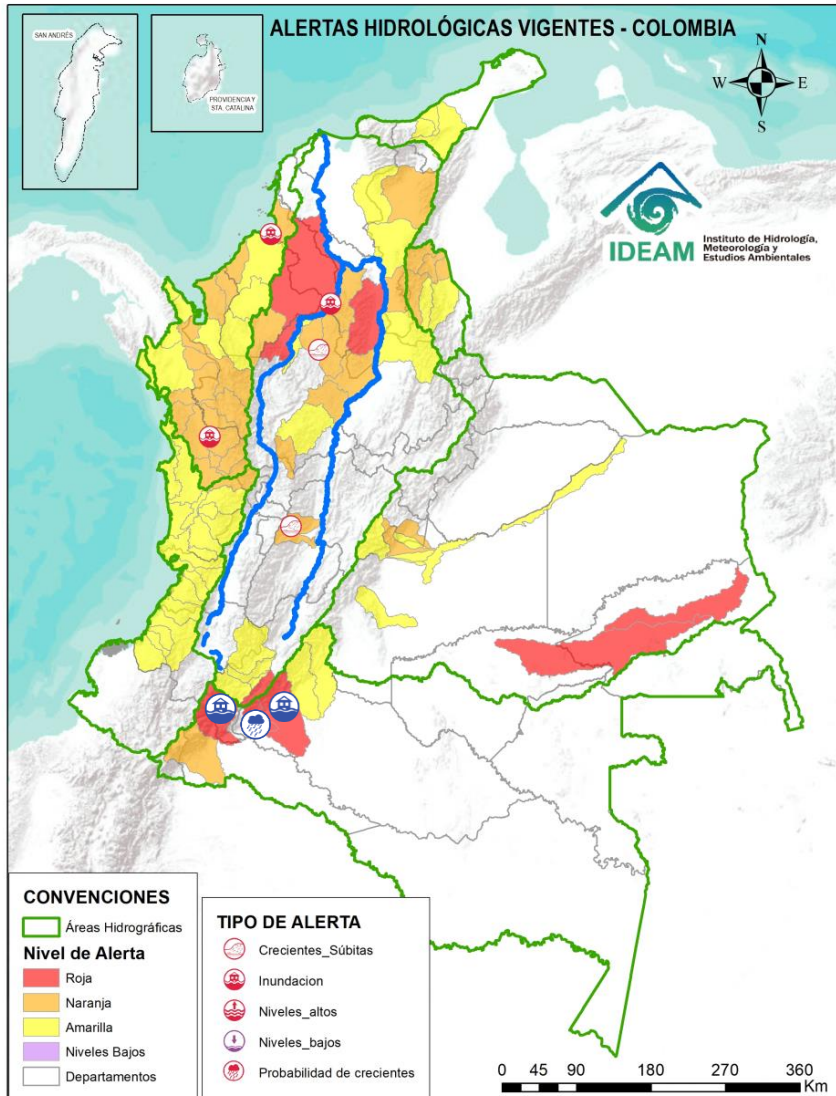 ALERTAS HIDROLÓGICAS VIGENTES - COLOMBIA
SAN ANDRÉS
PROVIDENCIA Y
STA. CATALINA
N
W
E
S
IDEAM
Instituto de Hidrología,
Meteorología y
Estudios Ambientales
CONVENCIONES
Áreas Hidrográficas
Nivel de Alerta
Roja
Naranja
Amarilla
Niveles Bajos
Departamentos
TIPO DE ALERTA
Crecientes_Súbitas
Inundacion
Niveles_altos
Niveles_bajos
Probabilidad de crecientes
0 45 90 180 270 360
Km